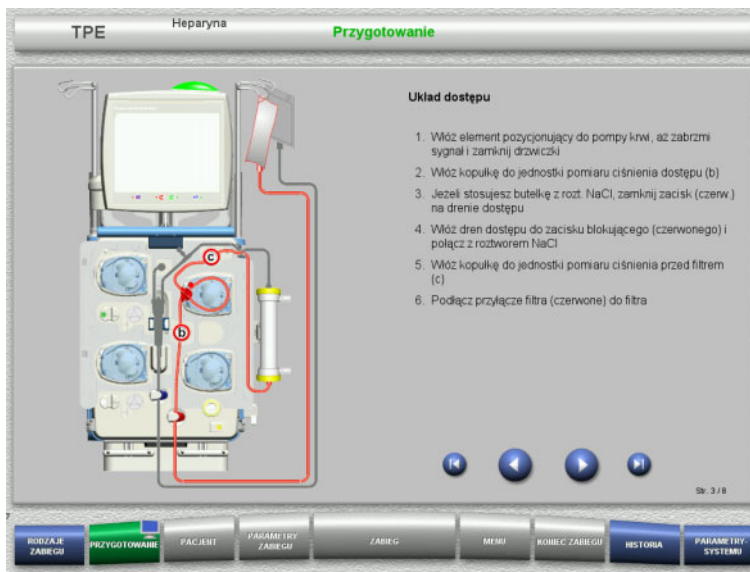 TPE
Heparyna
Przygotowanie
Układ dostępu
1. Włóż element pozycjonujący do pompy krwi, aż zabrzmi
sygnał i zamknij drzwiczki
2. Włóż kopułkę do jednostki pomiaru ciśnienia dostępu (b)
3. Jeżeli stosujesz butelkę z rozt. NaCl, zamknij zacisk (czerw.)
na drenie dostępu
4. Włóż dren dostępu do zacisku blokującego (czerwonego) i
połącz z roztworem NaCl
5. Włóż kopułkę do jednostki pomiaru ciśnienia przed filtrem
(c)
6. Podłącz przyłącze filtra (czerwone) do filtra
c
b
Str. 3 / 8
RODZAJE
ZABIEGU
PRZYGOTOWANIE
PACJENT
PARAMETRY
ZABIEGU
ZABIEG
MENU
KONIEC ZABIEGU
HISTORIA
PARAMETRY-
SYSTEMU